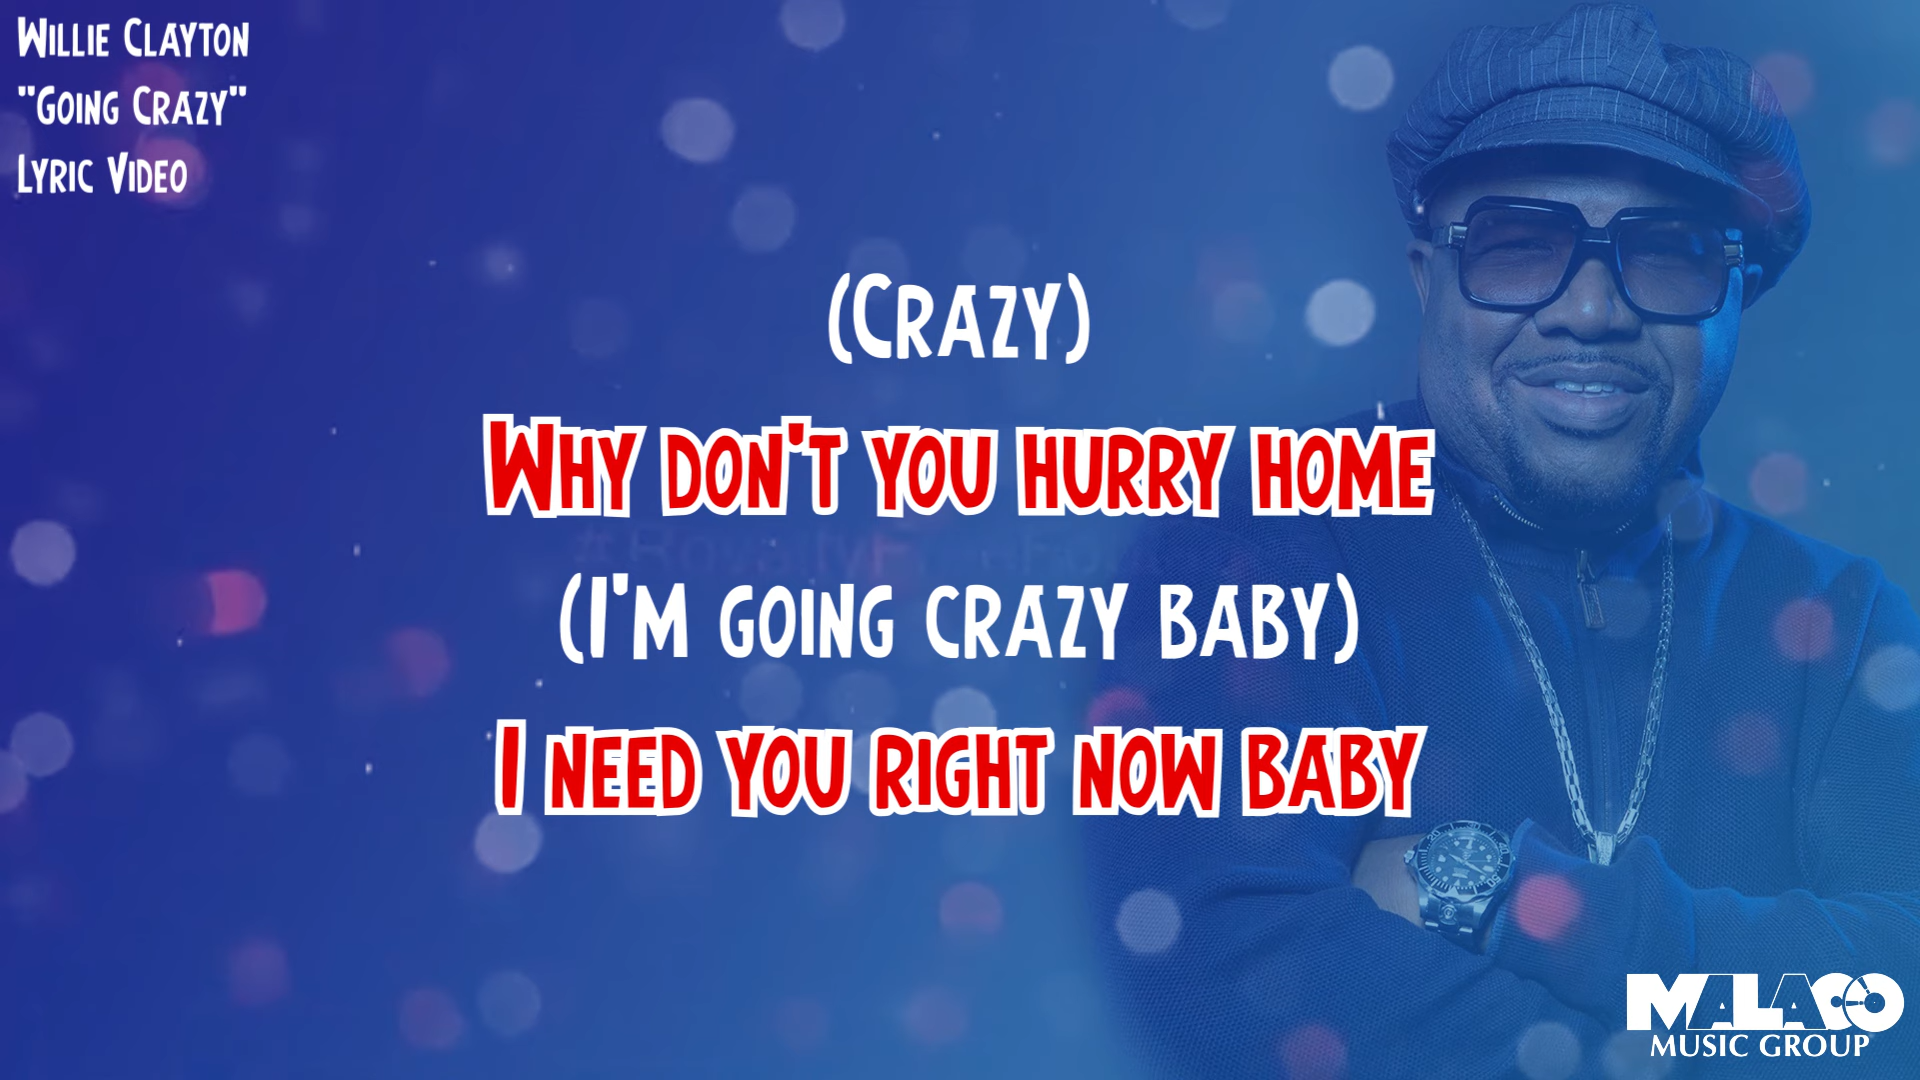 Willie Clayton
"Going Crazy"
Lyric Video
(Crazy)
Why don't you hurry home
(I'm going crazy baby)
I need you right now baby
MALACO
MUSIC GROUP